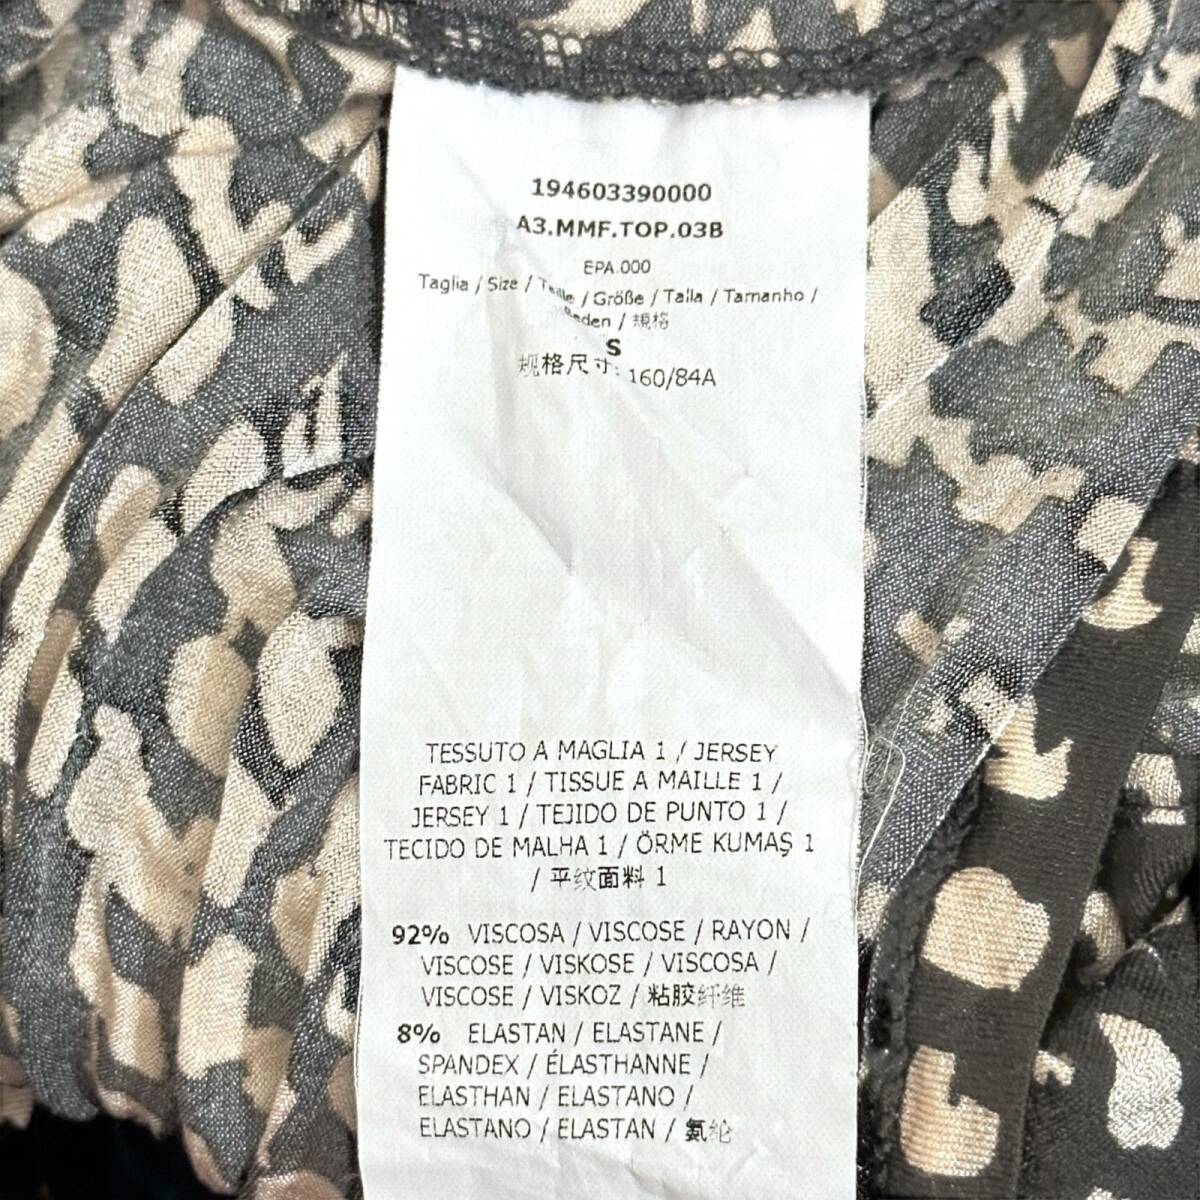 194603390000
A3.MMF.TOP.03B
EPA.000
Taglia / Size / Taille / Größe / Talla / Tamanho /
/ 規格
S
规格尺寸: 160/84A
TESSUTO A MAGLIA 1 / JERSEY
FABRIC 1 / TISSUE A MAILLE 1 /
JERSEY 1 / TEJIDO DE PUNTO 1 /
TECIDO DE MALHA 1 / ÖRME KUMAŞ 1
/ 平纹面料 1
92% VISCOSA / VISCOSE / RAYON /
VISCOSE / VISKOSE / VISCOSA /
VISCOSE / VISKOZ / 粘胶纤维
8% ELASTAN / ELASTANE /
SPANDEX / ÉLASTHANNE /
ELASTHAN / ELASTANO /
ELASTANO / ELASTAN / 氨纶